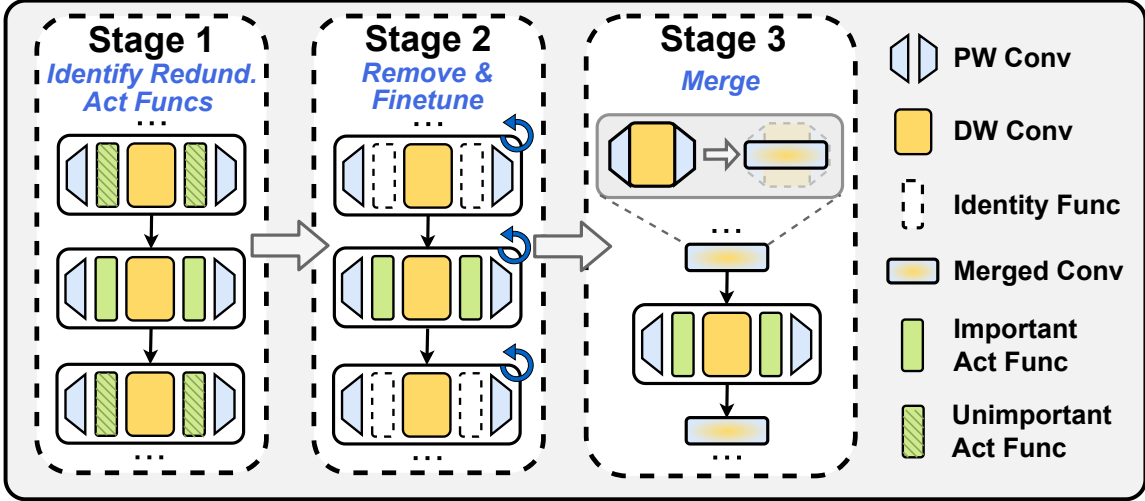 Stage 1
Identify Redund.
Act Funcs
Stage 2
Remove &
Finetune
Stage 3
Merge
PW Conv
DW Conv
Identity Func
Merged Conv
Important
Act Func
Unimportant
Act Func